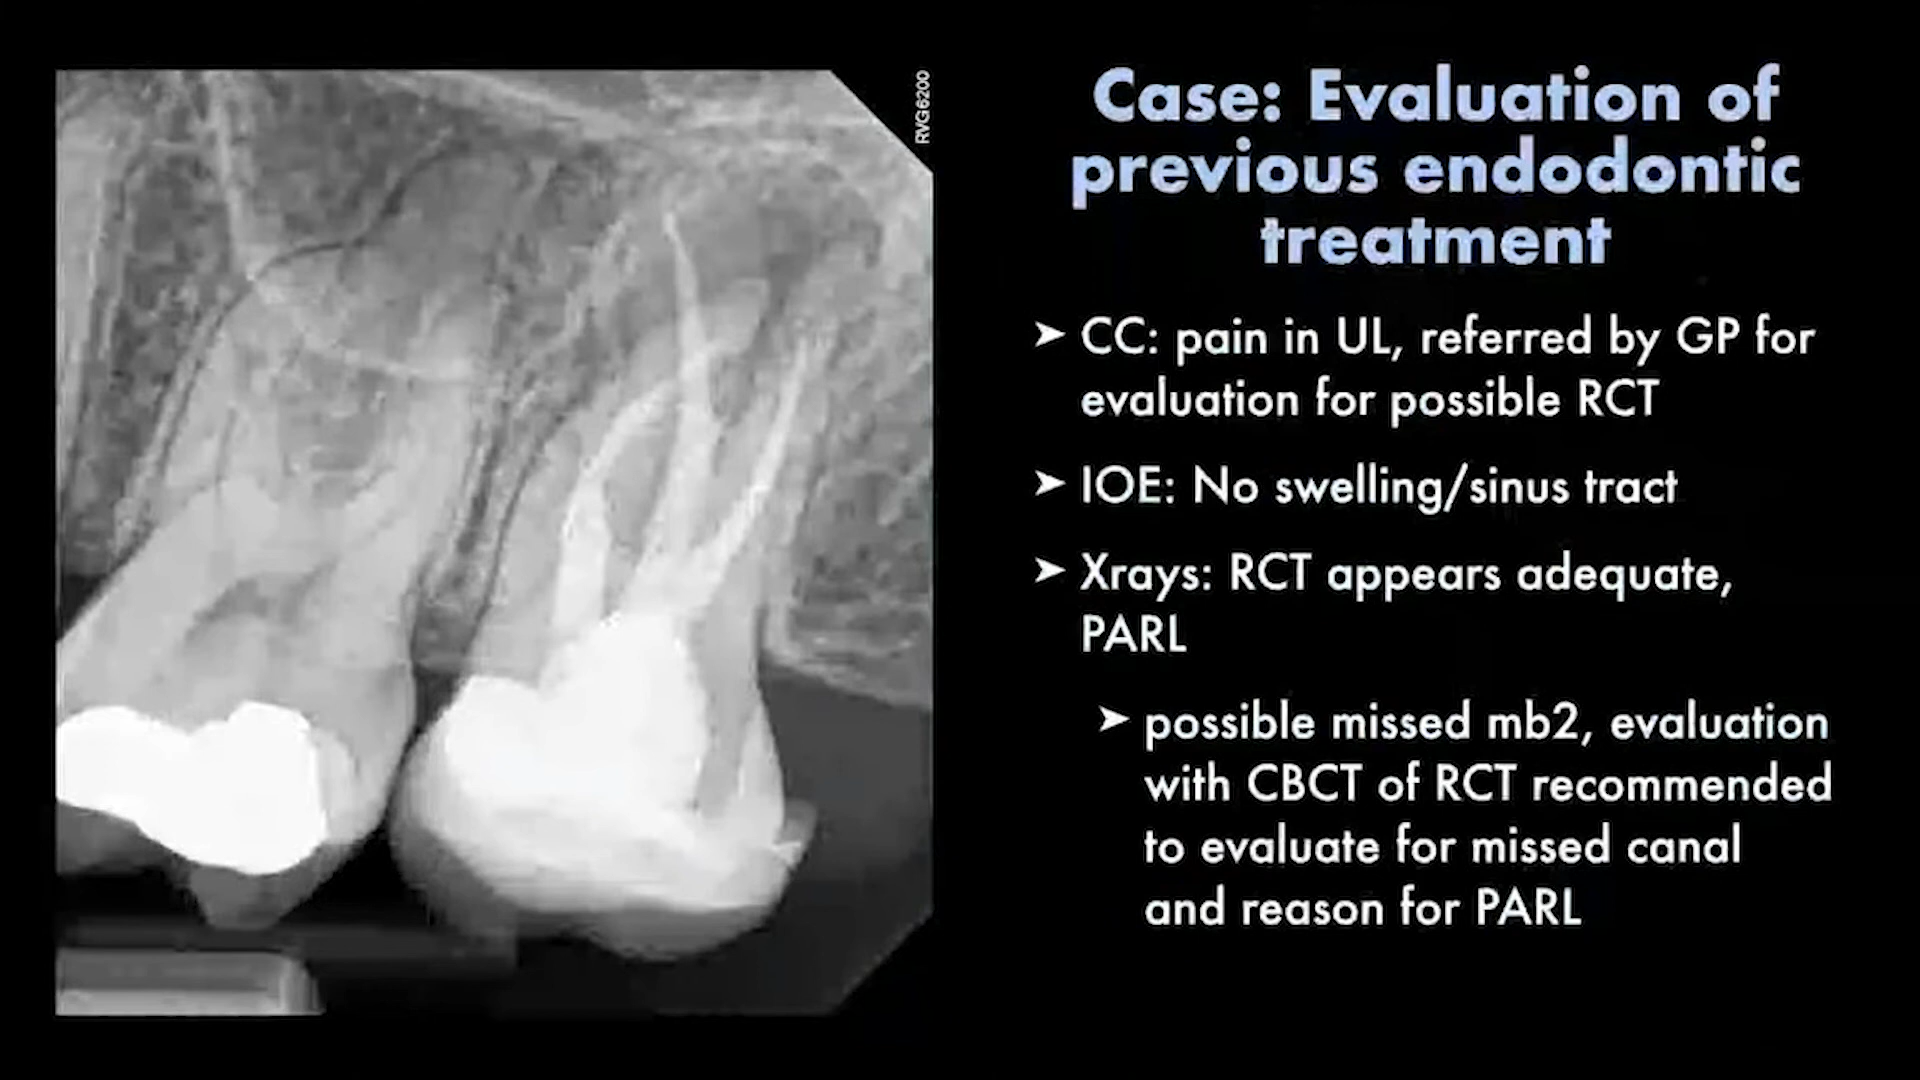 RVG6200
Case: Evaluation of
previous endodontic
treatment
➤ CC: pain in UL, referred by GP for
evaluation for possible RCT
➤ IOE: No swelling/sinus tract
➤ Xrays: RCT appears adequate,
PARL
➤ possible missed mb2, evaluation
with CBCT of RCT recommended
to evaluate for missed canal
and reason for PARL